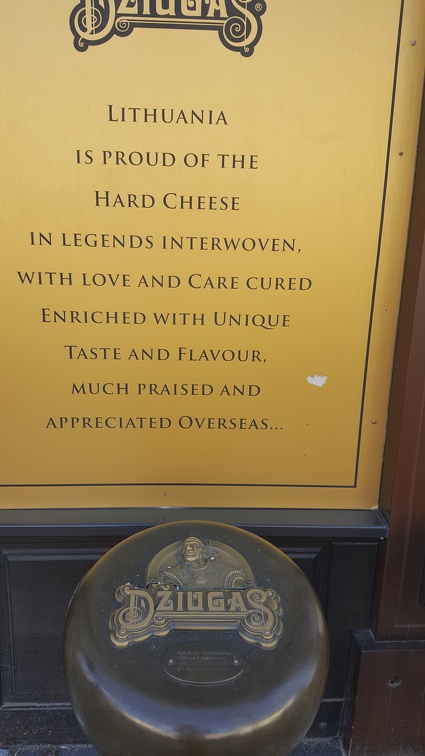 DŽIUGAS®
LITHUANIA
IS PROUD OF THE
HARD CHEESE
IN LEGENDS INTERWOVEN,
WITH LOVE AND CARE CURED
ENRICHED WITH UNIQUE
TASTE AND FLAVOUR,
MUCH PRAISED AND
APPRECIATED OVERSEAS...
DŽIUGAS